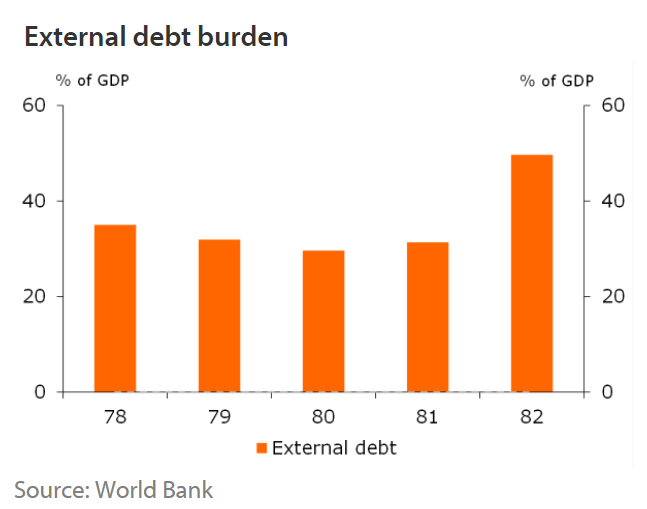 External debt burden
% of GDP % of GDP
60 60
40 40
20 20
0 0
78 79 80 81 82
External debt
Source: World Bank